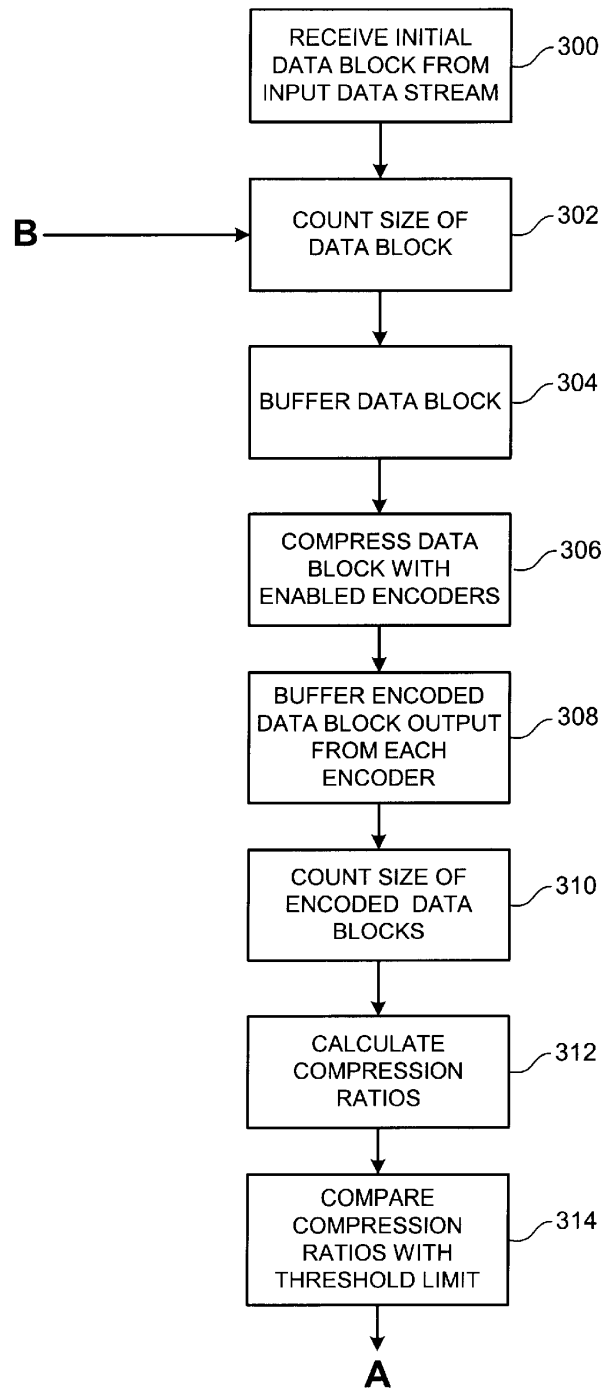 RECEIVE INITIAL
DATA BLOCK FROM
INPUT DATA STREAM
300
B
COUNT SIZE OF
DATA BLOCK
302
BUFFER DATA BLOCK
304
COMPRESS DATA
BLOCK WITH
ENABLED ENCODERS
306
BUFFER ENCODED
DATA BLOCK OUTPUT
FROM EACH
ENCODER
308
COUNT SIZE OF
ENCODED DATA
BLOCKS
310
CALCULATE
COMPRESSION
RATIOS
312
COMPARE
COMPRESSION
RATIOS WITH
THRESHOLD LIMIT
314
A